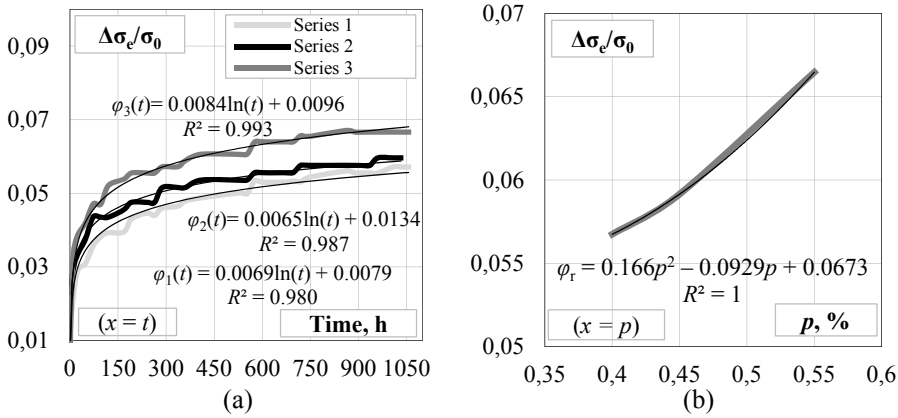 0,09
0,07
0,05
0,03
0,01
Δσe/σ0
Series 1
Series 2
Series 3
φ3(t)= 0.0084ln(t) + 0.0096
R² = 0.993
φ2(t)= 0.0065ln(t) + 0.0134
R² = 0.987
φ1(t) = 0.0069ln(t) + 0.0079
R² = 0.980
(x = t)
Time, h
0 150 300 450 600 750 900 1050
(a)
0,07
0,065
0,06
0,055
0,05
Δσe/σ0
φr = 0.166p² – 0.0929p + 0.0673
R² = 1
(x = p)
p, %
0,35 0,4 0,45 0,5 0,55 0,6
(b)